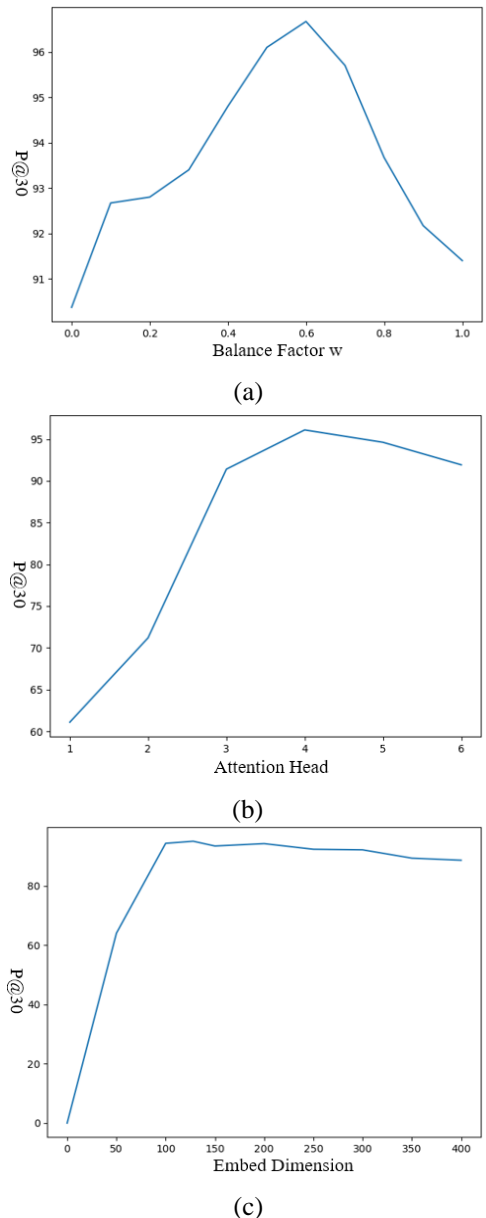 96
95
94
93
92
91
P@30
0.0 0.2 0.4 0.6 0.8 1.0
Balance Factor w
(a)
95
90
85
80
75
70
65
60
P@30
1 2 3 4 5 6
Attention Head
(b)
80
60
40
20
0
P@30
0 50 100 150 200 250 300 350 400
Embed Dimension
(c)